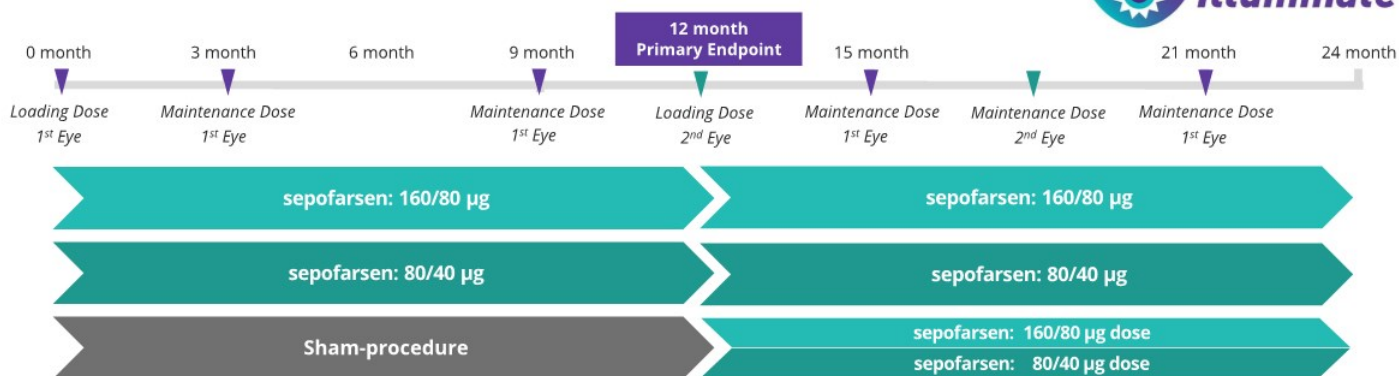 Illuminate
12 month
Primary Endpoint
0 month 3 month 6 month 9 month 15 month 21 month 24 month
Loading Dose Maintenance Dose Maintenance Dose Loading Dose Maintenance Dose Maintenance Dose Maintenance Dose
1st Eye 1st Eye 1st Eye 2nd Eye 1st Eye 2nd Eye 1st Eye
sepofarsen: 160/80 µg sepofarsen: 160/80 µg
sepofarsen: 80/40 µg sepofarsen: 80/40 µg
Sham-procedure
sepofarsen: 160/80 µg dose
sepofarsen: 80/40 µg dose